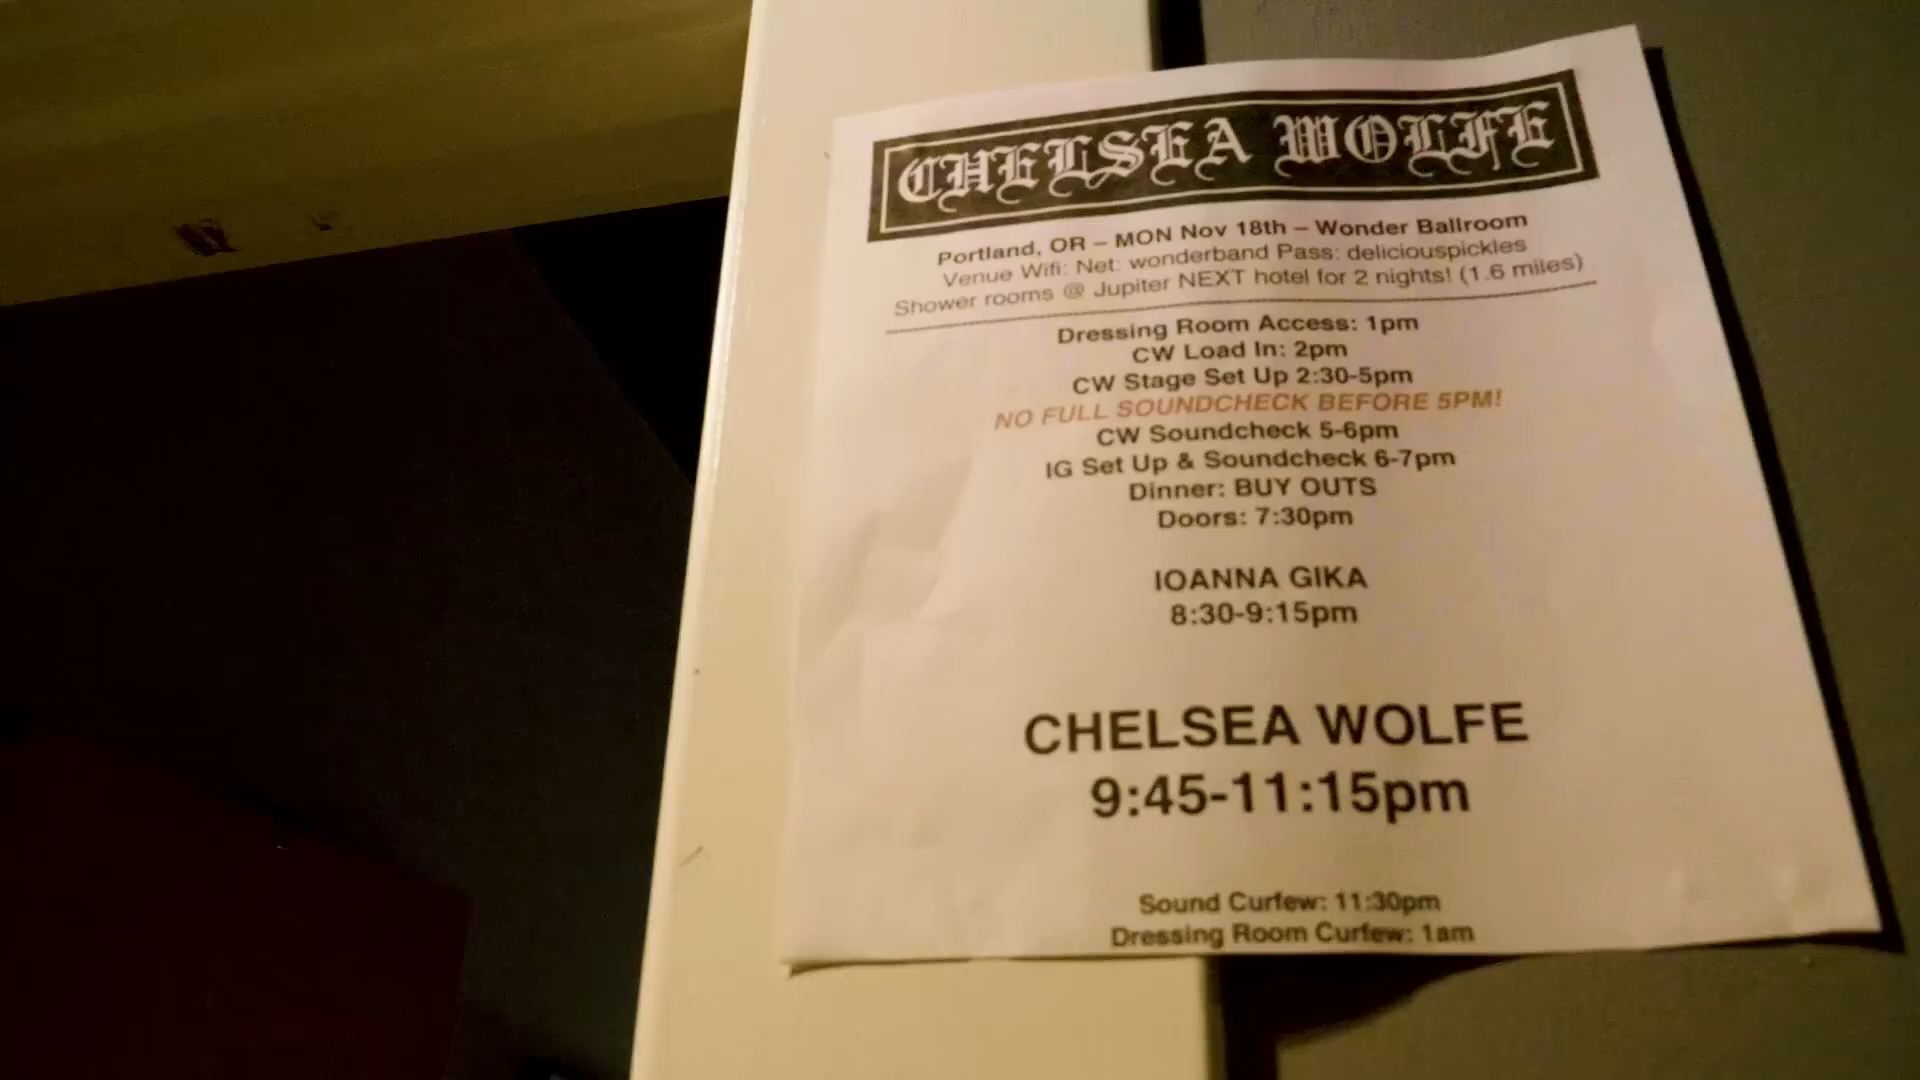 CHELSEA WOLFE
Portland, OR – MON Nov 18th – Wonder Ballroom
Venue Wifi: Net: wonderband Pass: deliciouspickles
Shower rooms @ Jupiter NEXT hotel for 2 nights! (1.6 miles)
Dressing Room Access: 1pm
CW Load In: 2pm
CW Stage Set Up 2:30-5pm
NO FULL SOUNDCHECK BEFORE 5PM!
CW Soundcheck 5-6pm
IG Set Up & Soundcheck 6-7pm
Dinner: BUY OUTS
Doors: 7:30pm
IOANNA GIKA
8:30-9:15pm
CHELSEA WOLFE
9:45-11:15pm
Sound Curfew: 11:30pm
Dressing Room Curfew: 1am